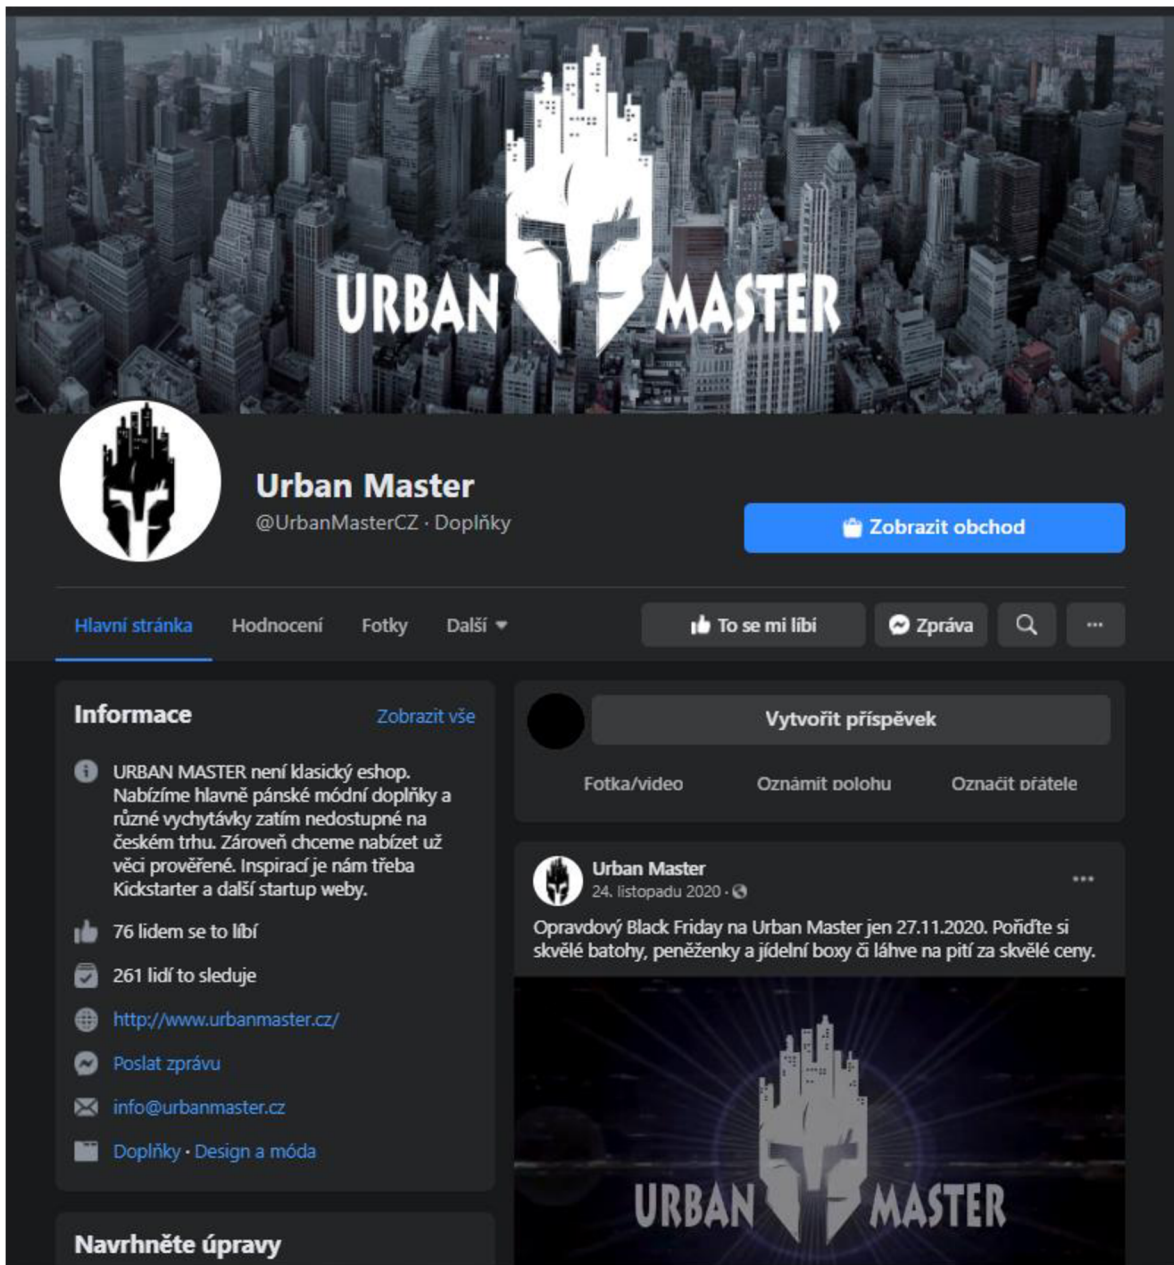 URBAN MASTER
Urban Master
@UrbanMasterCZ · Doplňky
Zobrazit obchod
Hlavní stránka
Hodnocení
Fotky
Další
To se mi líbí
Zpráva
Informace
Zobrazit vše
URBAN MASTER není klasický eshop.
Nabízíme hlavně pánské módní doplňky a
různé vychytávky zatím nedostupné na
českém trhu. Zároveň chceme nabízet už
věci prověřené. Inspirací je nám třeba
Kickstarter a další startup weby.
76 lidem se to líbí
261 lidí to sleduje
http://www.urbanmaster.cz/
Poslat zprávu
info@urbanmaster.cz
Doplňky · Design a móda
Navrhněte úpravy
Vytvořit příspěvek
Fotka/video
Oznámit polohu
Označit přátele
Urban Master
24. listopadu 2020 ·
Opravdový Black Friday na Urban Master jen 27.11.2020. Pořiďte si
skvělé batohy, peněženky a jídelní boxy či láhve na pití za skvělé ceny.
URBAN MASTER